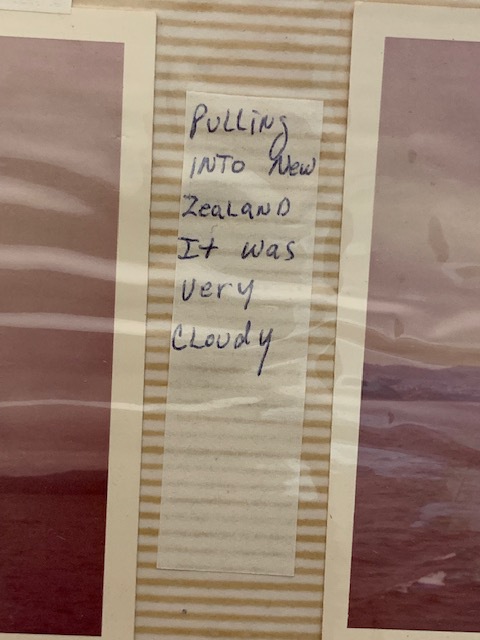 PULLING
INTO New
ZeaLAND
It was
Very
CLoudy